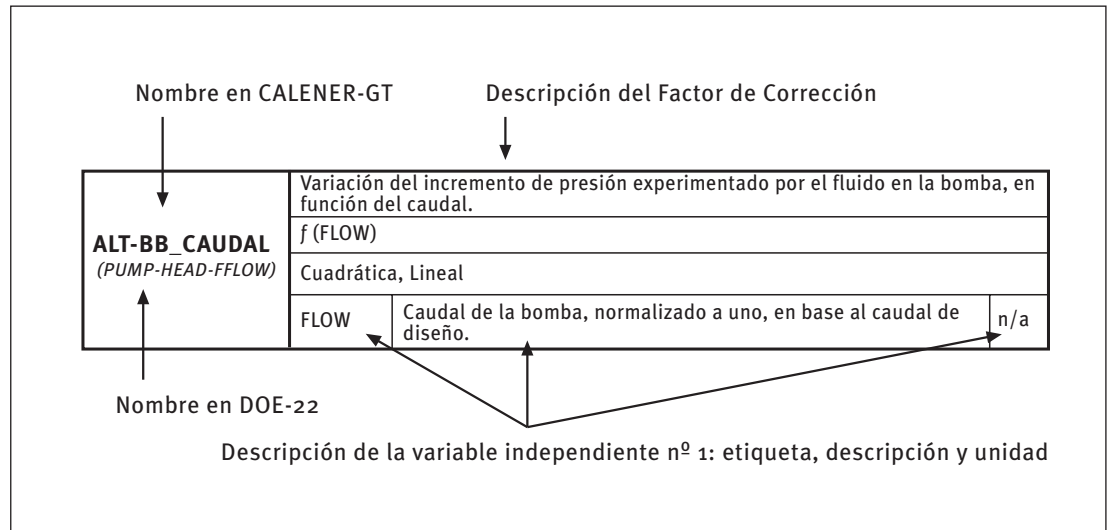 Nombre en CALENER-GT
Descripción del Factor de Corrección
ALT-BB_CAUDAL
(PUMP-HEAD-FFLOW)
Variación del incremento de presión experimentado por el fluido en la bomba, en
función del caudal.
ƒ (FLOW)
Cuadrática, Lineal
FLOW
Caudal de la bomba, normalizado a uno, en base al caudal de
diseño.
n/a
Nombre en DOE-22
Descripción de la variable independiente nº 1: etiqueta, descripción y unidad